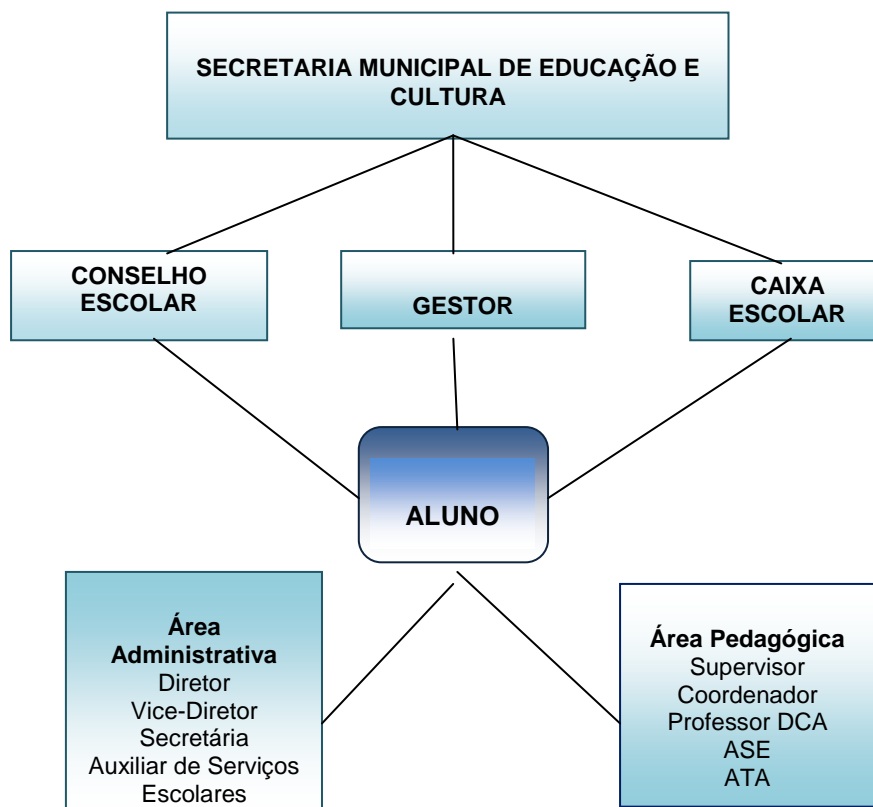 SECRETARIA MUNICIPAL DE EDUCAÇÃO E
CULTURA
CONSELHO
ESCOLAR
GESTOR
CAIXA
ESCOLAR
ALUNO
Área
Administrativa
Diretor
Vice-Diretor
Secretária
Auxiliar de Serviços
Escolares
Área Pedagógica
Supervisor
Coordenador
Professor DCA
ASE
ATA